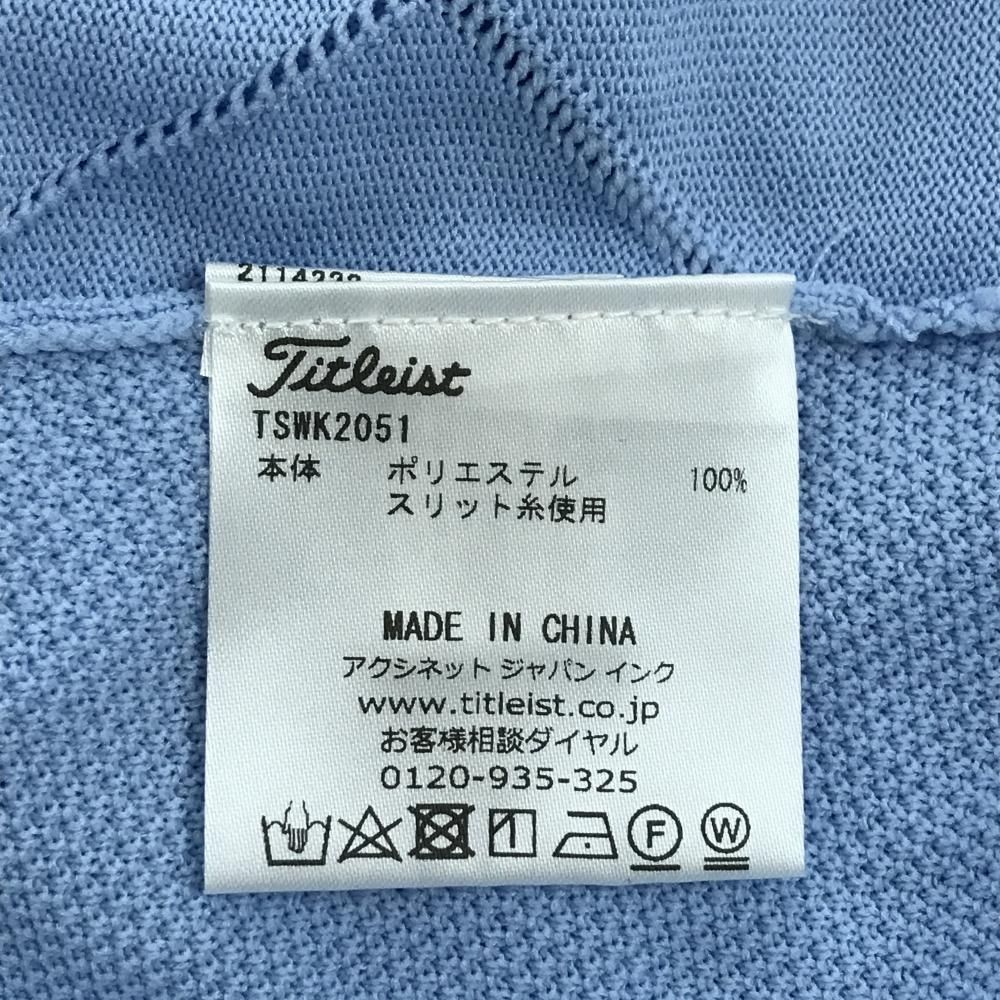 Titleist
TSWK2051
本体 ポリエステル 100%
スリット糸使用
MADE IN CHINA
アクシネット ジャパン インク
www.titleist.co.jp
お客様相談ダイヤル
0120-935-325
F W